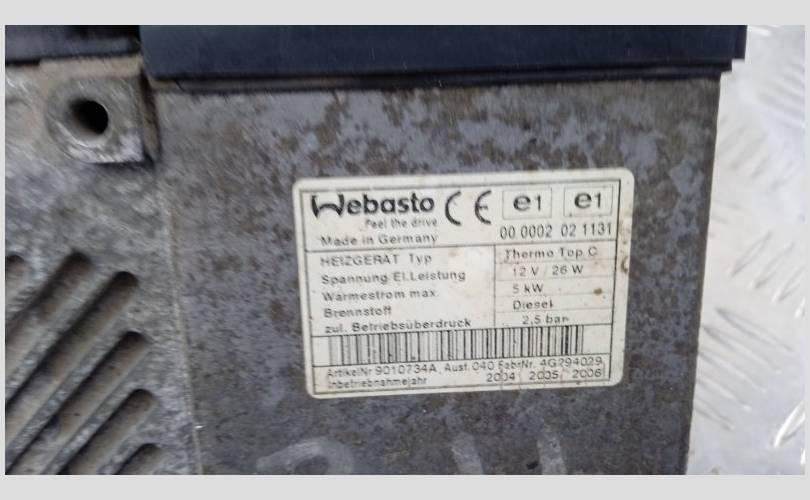 Webasto CE e1 e1
Feel the drive
Made in Germany 00 0002 02 1131
HEIZGERÄT Typ Thermo Top C
Spannung El.Leistung 12 V / 26 W
Wärmestrom max. 5 kW
Brennstoff Diesel
zul. Betriebsüberdruck 2,5 bar
ArtikelNr 9010734A, Ausf. 040 FabrNr. 4G294029
Inbetriebnahmejahr 2004 2005 2006